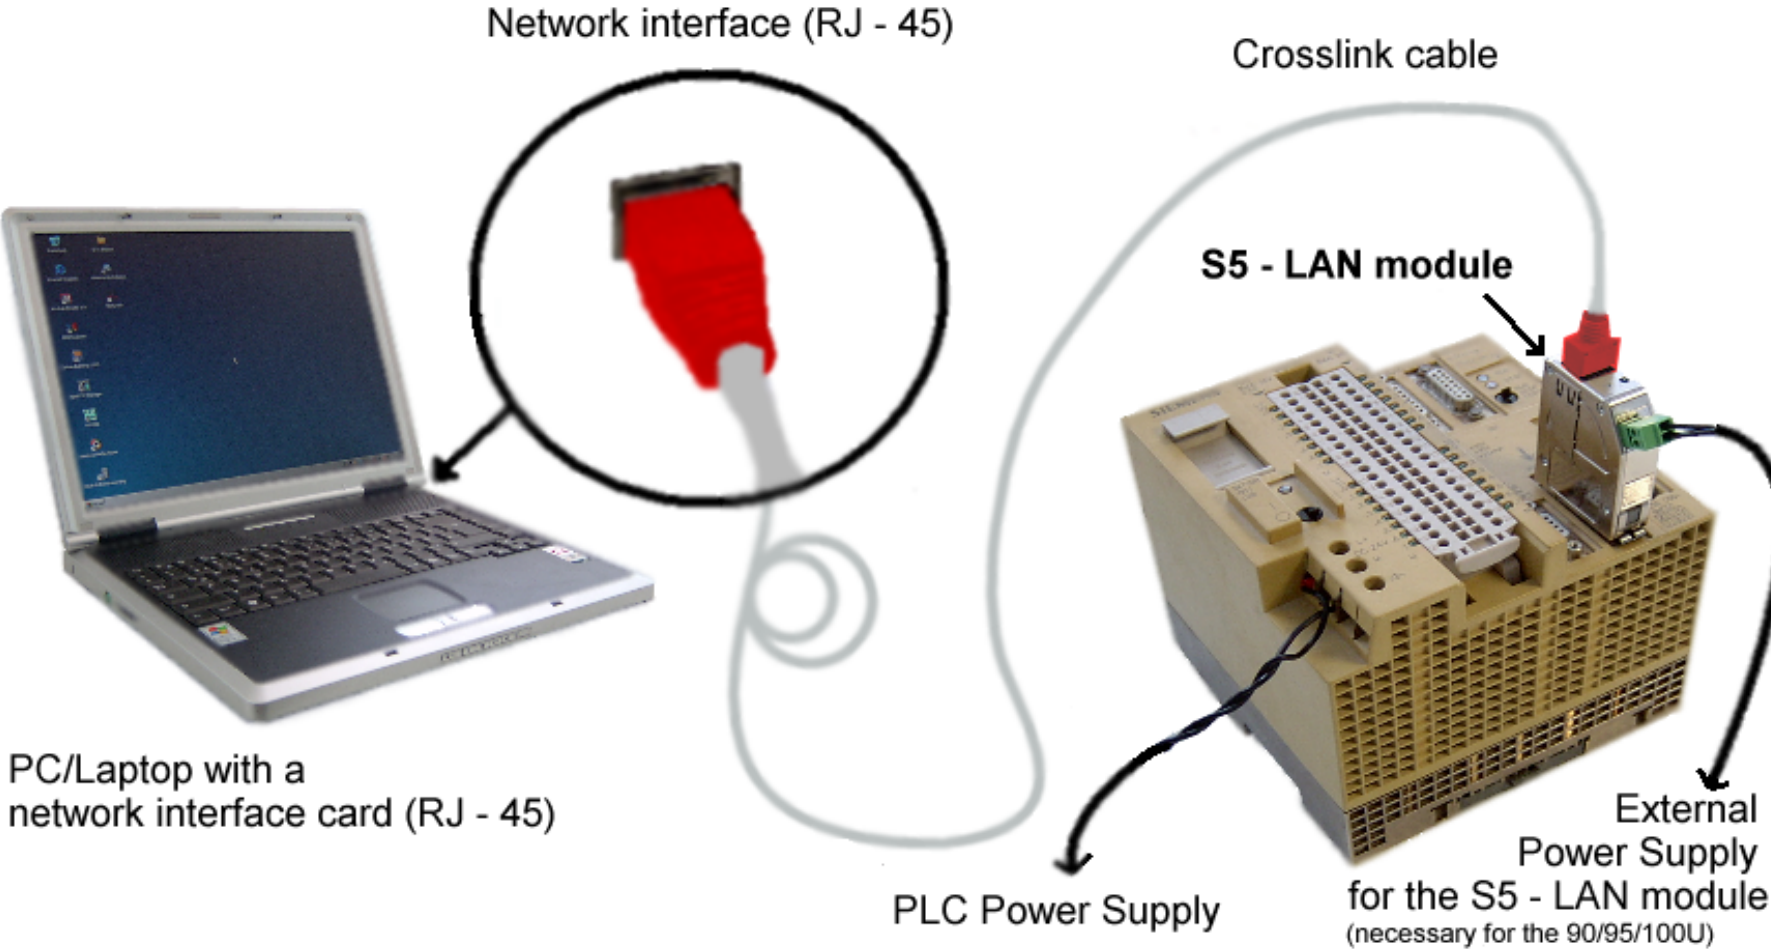 Network interface (RJ - 45)
Crosslink cable
S5 - LAN module
PC/Laptop with a
network interface card (RJ - 45)
PLC Power Supply
External
Power Supply
for the S5 - LAN module
(necessary for the 90/95/100U)